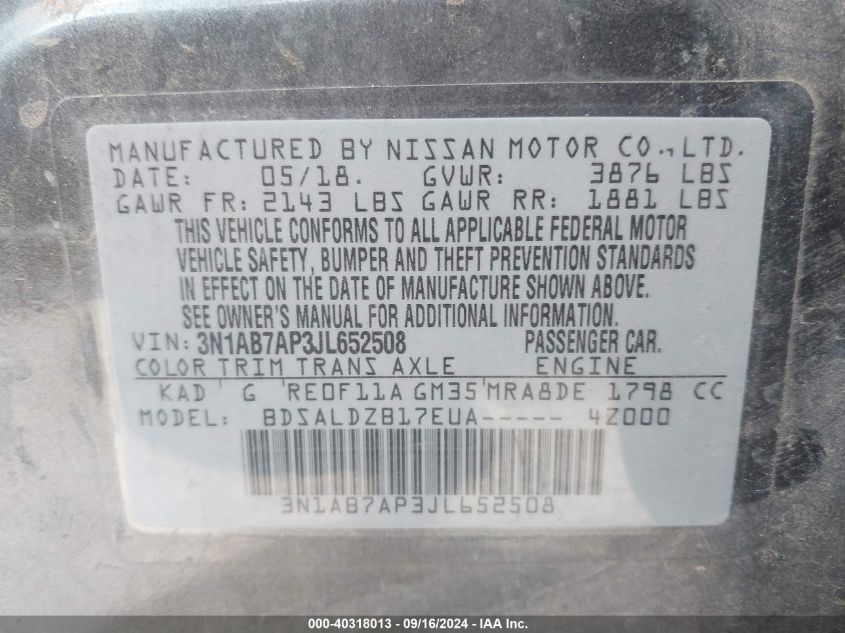 MANUFACTURED BY NISSAN MOTOR CO., LTD.
DATE: 05/18. GVWR: 3876 LBS
GAWR FR: 2143 LBS GAWR RR: 1881 LBS
THIS VEHICLE CONFORMS TO ALL APPLICABLE FEDERAL MOTOR
VEHICLE SAFETY, BUMPER AND THEFT PREVENTION STANDARDS
IN EFFECT ON THE DATE OF MANUFACTURE SHOWN ABOVE.
SEE OWNER'S MANUAL FOR ADDITIONAL INFORMATION.
VIN: 3N1AB7AP3JL652508 PASSENGER CAR.
COLOR TRIM TRANS AXLE ENGINE
KAD G RE0F11A GM35 MRA8DE 1798 CC
MODEL: BDSALDZB17EUA----- 4Z000
3N1AB7AP3JL652508
000-40318013 - 09/16/2024 - IAA Inc.